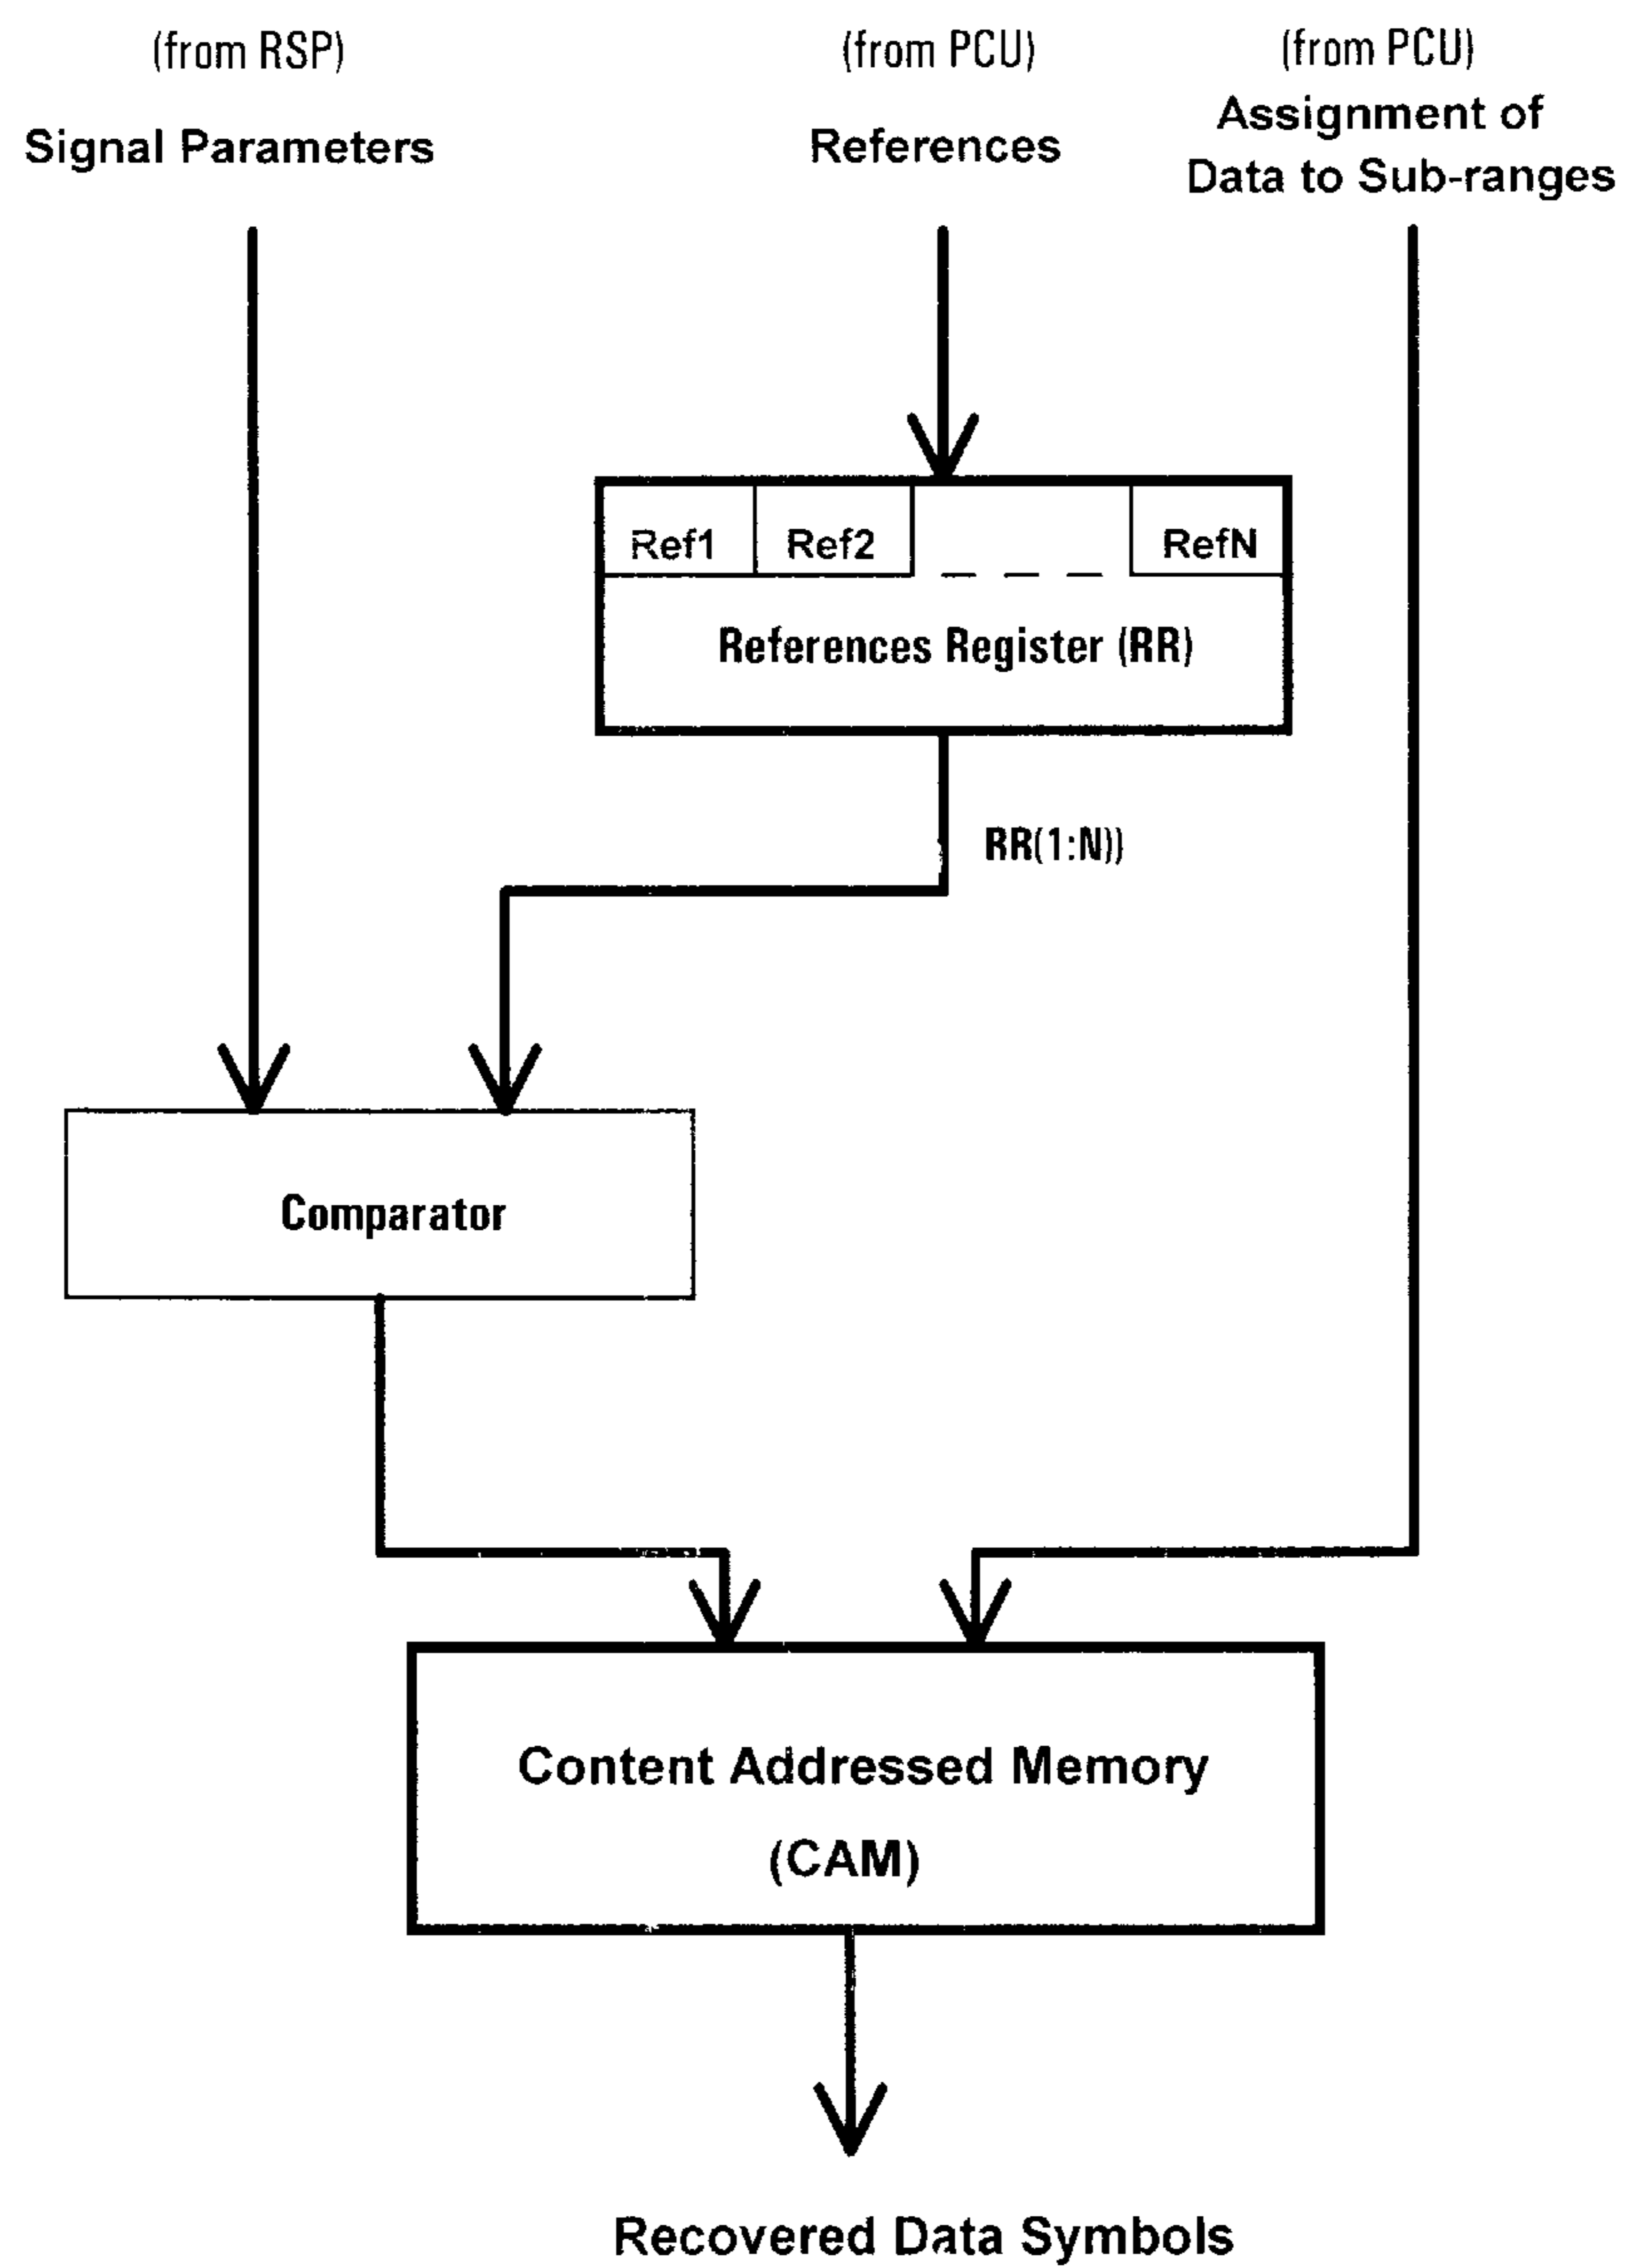 (from RSP)
Signal Parameters
(from PCU)
References
(from PCU)
Assignment of
Data to Sub-ranges
Ref1
Ref2
RefN
References Register (RR)
RR(1:N))
Comparator
Content Addressed Memory
(CAM)
Recovered Data Symbols